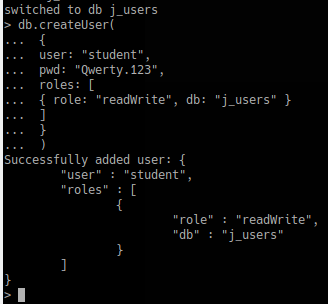 switched to db j_users
> db.createUser(
...  {
...  user: "student",
...  pwd: "Qwerty.123",
...  roles: [
...  { role: "readWrite", db: "j_users" }
...  ]
...  }
...  )
Successfully added user: {
        "user" : "student",
        "roles" : [
                {
                        "role" : "readWrite",
                        "db" : "j_users"
                }
        ]
}
>